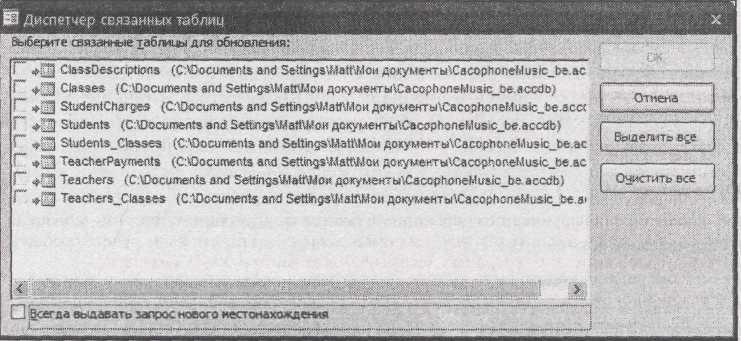 Диспетчер связанных таблиц
Выберите связанные таблицы для обновления:
ClassDescriptions (C:\Documents and Settings\Matt\Мои документы\CacophoneMusic_be.ac
Classes (C:\Documents and Settings\Matt\Мои документы\CacophoneMusic_be.accdb)
StudentCharges (C:\Documents and Settings\Matt\Мои документы\CacophoneMusic_be.accc
Students (C:\Documents and Settings\Matt\Мои документы\CacophoneMusic_be.accdb)
Students_Classes (C:\Documents and Settings\Matt\Мои документы\CacophoneMusic_be.ac
TeacherPayments (C:\Documents and Settings\Matt\Мои документы\CacophoneMusic_be.ac
Teachers (C:\Documents and Settings\Matt\Мои документы\CacophoneMusic_be.accdb)
Teachers_Classes (C:\Documents and Settings\Matt\Мои документы\CacophoneMusic_be.a
Всегда выдавать запрос нового местонахождения
OK
Отмена
Выделить все
Очистить все